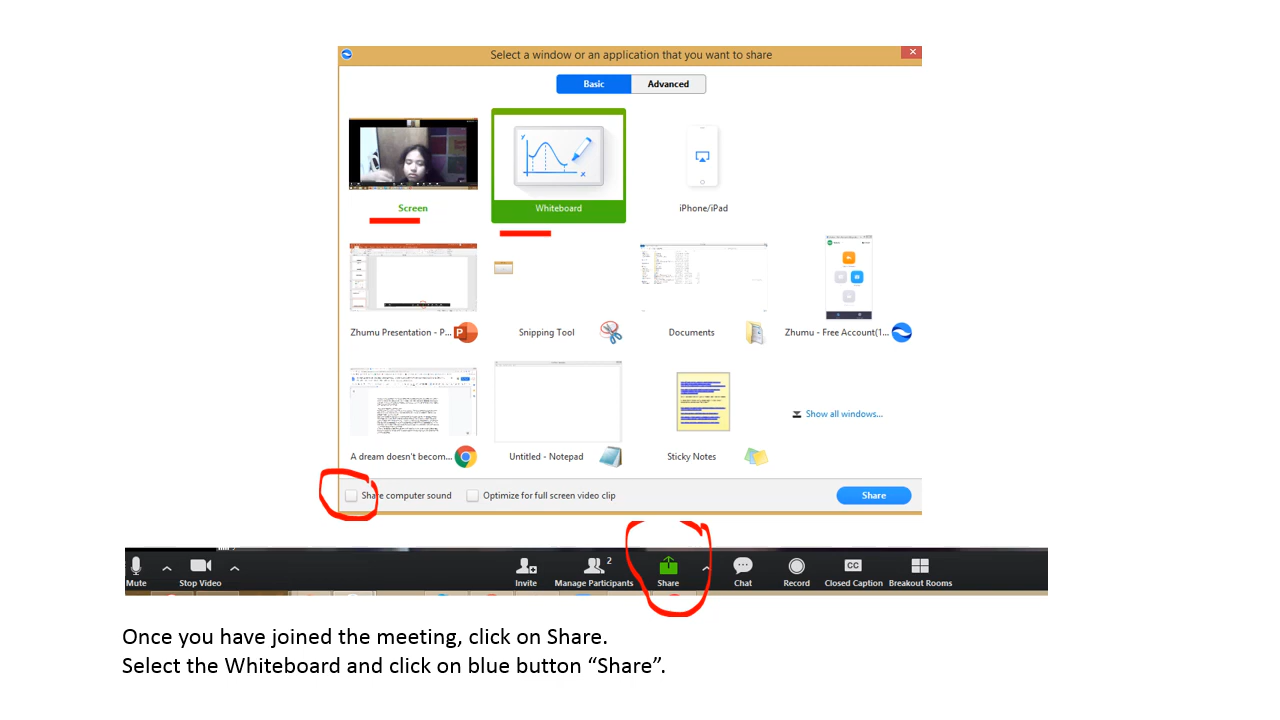 Select a window or an application that you want to share
Basic Advanced
Screen Whiteboard iPhone/iPad
Zhumu Presentation - P... Snipping Tool Documents Zhumu - Free Account(1...
Show all windows...
A dream doesn't becom... Untitled - Notepad Sticky Notes
Share computer sound Optimize for full screen video clip Share
2
Mute Stop Video Invite Manage Participants Share Chat Record CC Closed Caption Breakout Rooms
Once you have joined the meeting, click on Share.
Select the Whiteboard and click on blue button “Share”.